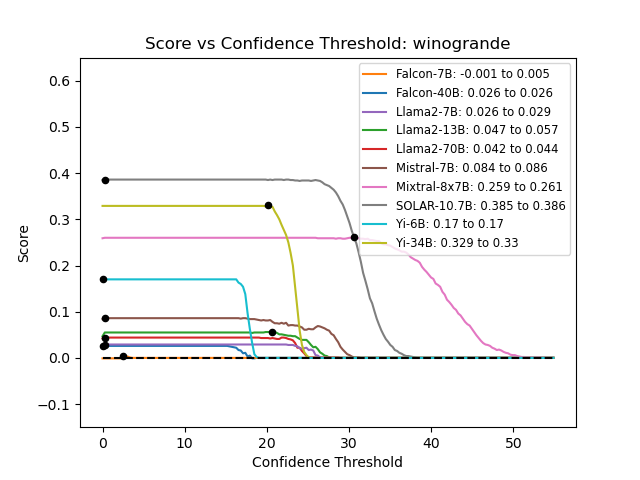 Score vs Confidence Threshold: winogrande
Score
0.6
0.5
0.4
0.3
0.2
0.1
0.0
−0.1
Falcon-7B: -0.001 to 0.005
Falcon-40B: 0.026 to 0.026
Llama2-7B: 0.026 to 0.029
Llama2-13B: 0.047 to 0.057
Llama2-70B: 0.042 to 0.044
Mistral-7B: 0.084 to 0.086
Mixtral-8x7B: 0.259 to 0.261
SOLAR-10.7B: 0.385 to 0.386
Yi-6B: 0.17 to 0.17
Yi-34B: 0.329 to 0.33
0 10 20 30 40 50
Confidence Threshold